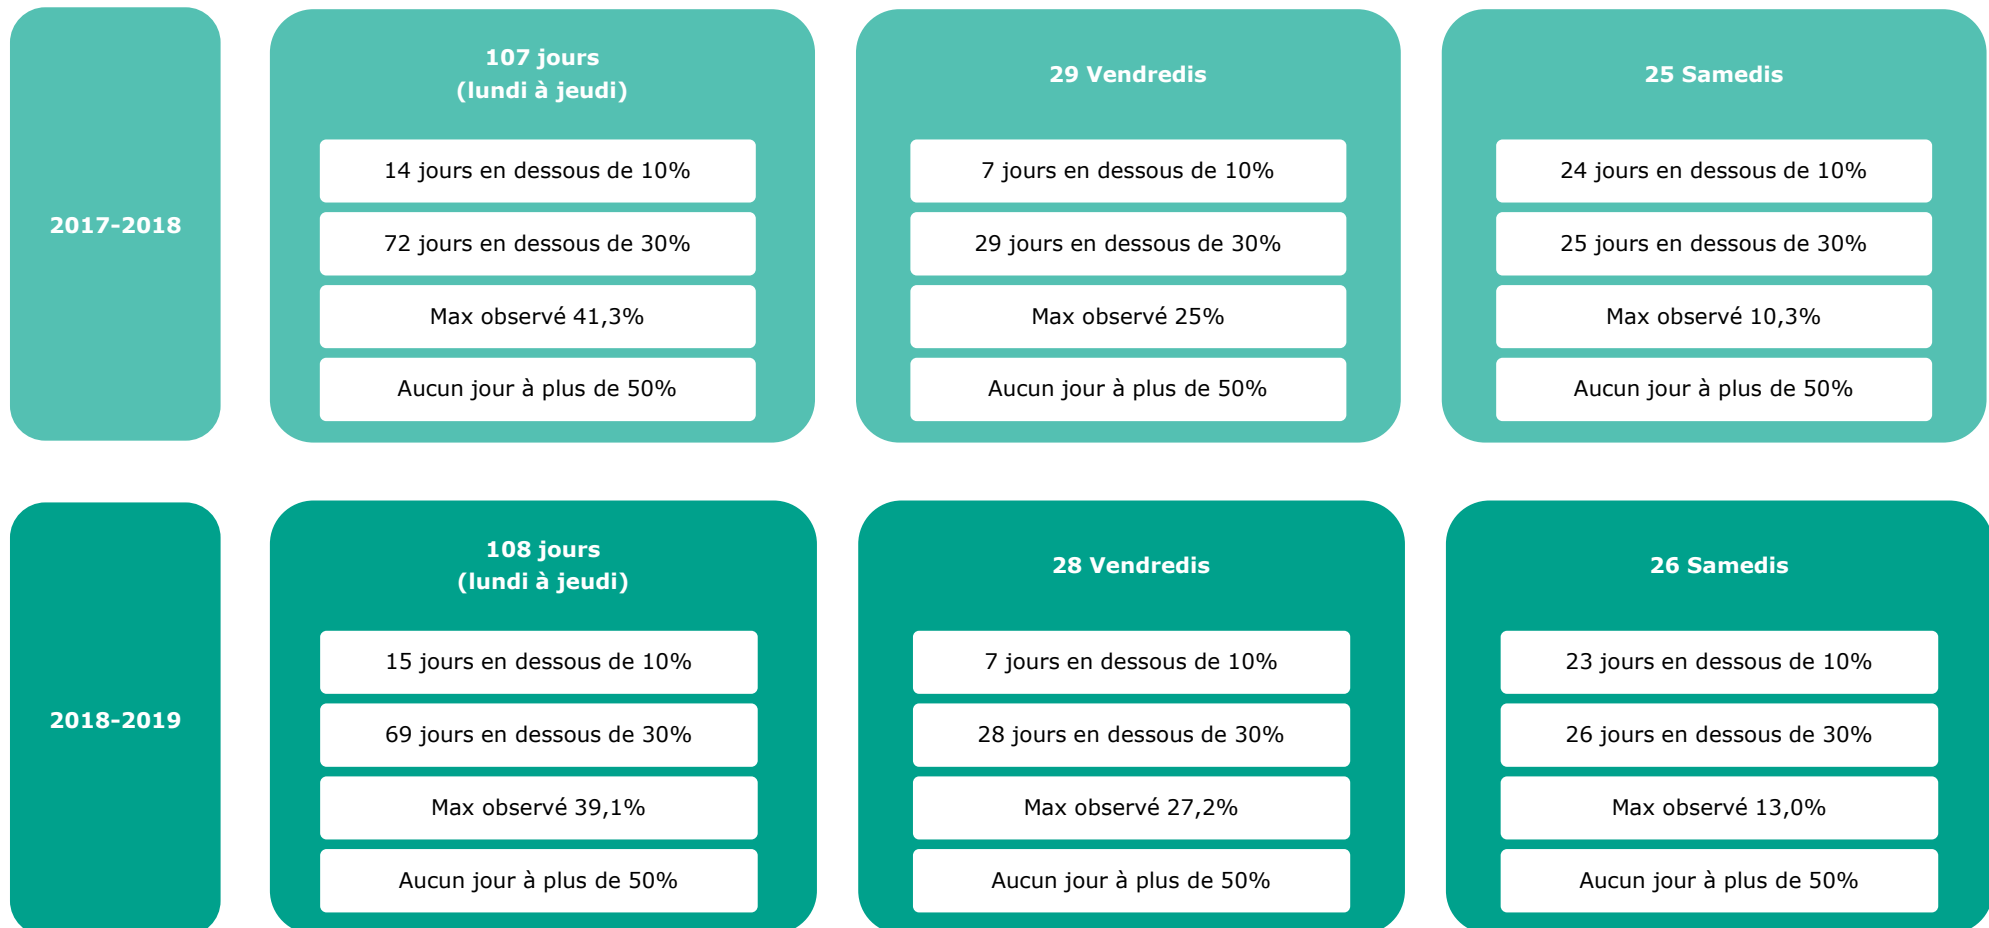 2017-2018
107 jours
(lundi à jeudi)
14 jours en dessous de 10%
72 jours en dessous de 30%
Max observé 41,3%
Aucun jour à plus de 50%
29 Vendredis
7 jours en dessous de 10%
29 jours en dessous de 30%
Max observé 25%
Aucun jour à plus de 50%
25 Samedis
24 jours en dessous de 10%
25 jours en dessous de 30%
Max observé 10,3%
Aucun jour à plus de 50%
2018-2019
108 jours
(lundi à jeudi)
15 jours en dessous de 10%
69 jours en dessous de 30%
Max observé 39,1%
Aucun jour à plus de 50%
28 Vendredis
7 jours en dessous de 10%
28 jours en dessous de 30%
Max observé 27,2%
Aucun jour à plus de 50%
26 Samedis
23 jours en dessous de 10%
26 jours en dessous de 30%
Max observé 13,0%
Aucun jour à plus de 50%